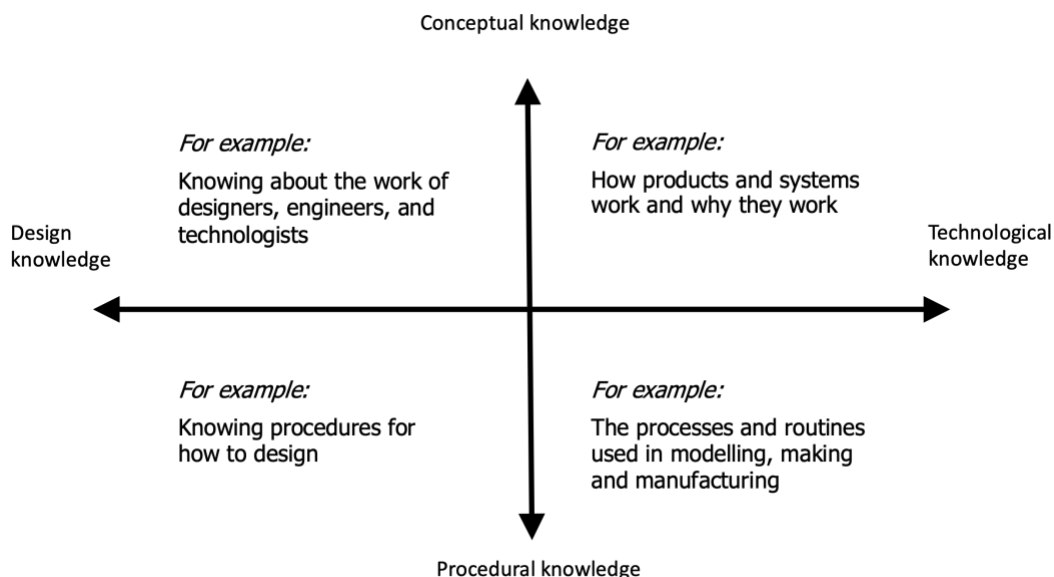 Conceptual knowledge
For example:
Knowing about the work of
designers, engineers, and
technologists
For example:
How products and systems
work and why they work
Design
knowledge
Technological
knowledge
For example:
Knowing procedures for
how to design
For example:
The processes and routines
used in modelling, making
and manufacturing
Procedural knowledge